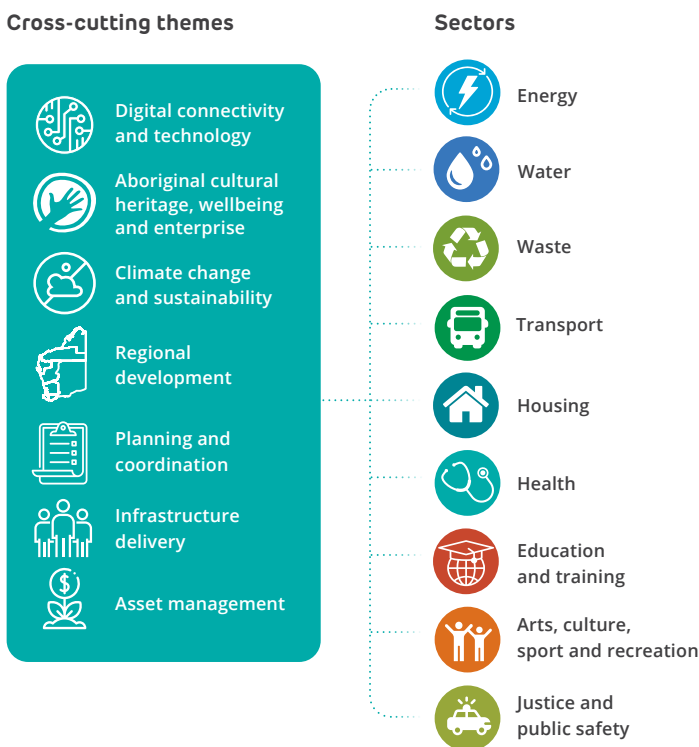 Cross-cutting themes
Digital connectivity
and technology
Aboriginal cultural
heritage, wellbeing
and enterprise
Climate change
and sustainability
Regional
development
Planning and
coordination
Infrastructure
delivery
$
Asset management
Sectors
Energy
Water
Waste
Transport
Housing
Health
Education
and training
Arts, culture,
sport and recreation
Justice and
public safety